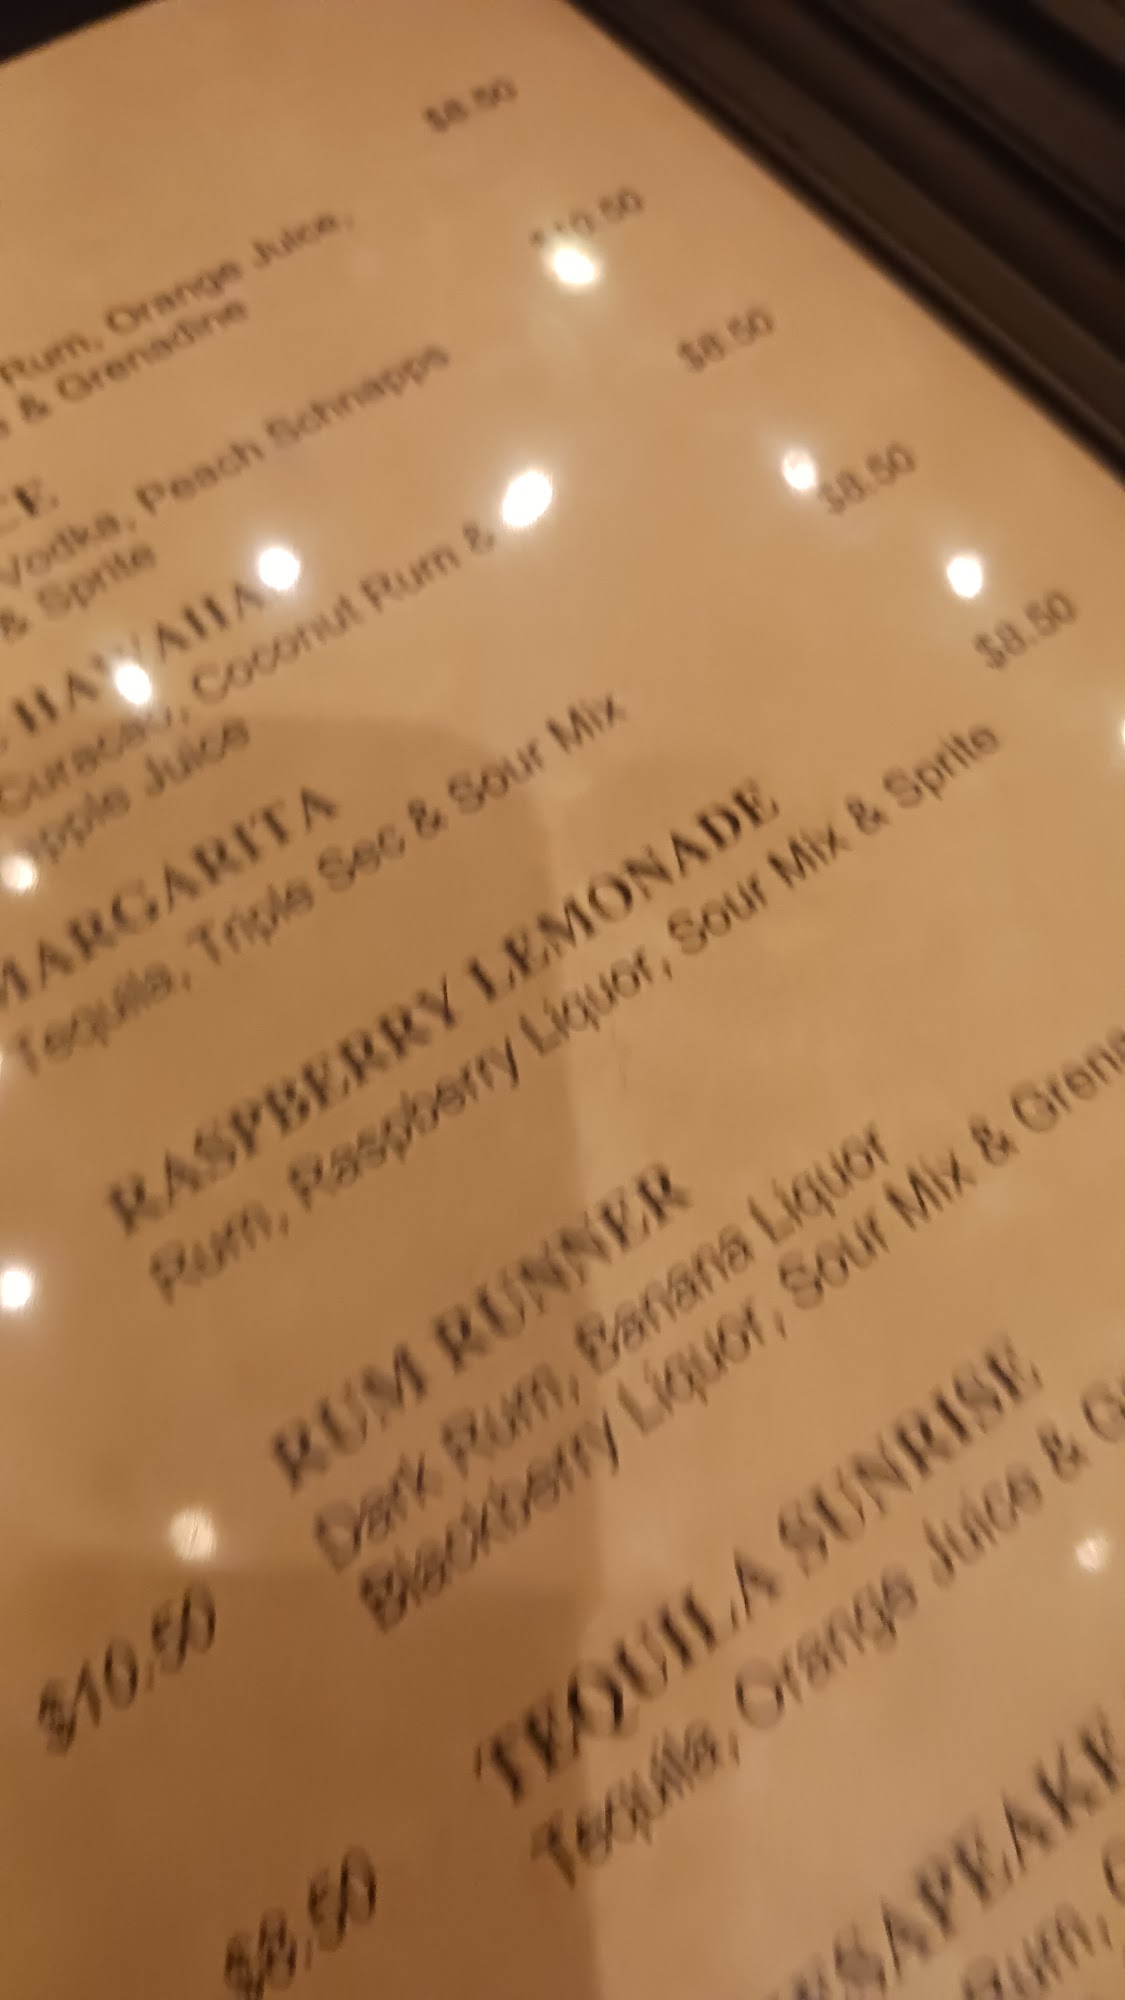 $8.50
Rum, Orange Juice,
& Grenadine
$10.50
Vodka, Peach Schnapps
& Sprite
$8.50
Curacao, Coconut Rum &
Juice
$8.50
MARGARITA
Tequila, Triple Sec & Sour Mix
$8.50
RASPBERRY LEMONADE
Rum, Raspberry Liquor, Sour Mix & Sprite
RUM RUNNER
Dark Rum, Banana Liquor
Blackberry Liquor, Sour Mix &
$10.50
TEQUILA SUNRISE
Tequila, Orange Juice &
$8.50
Rum,